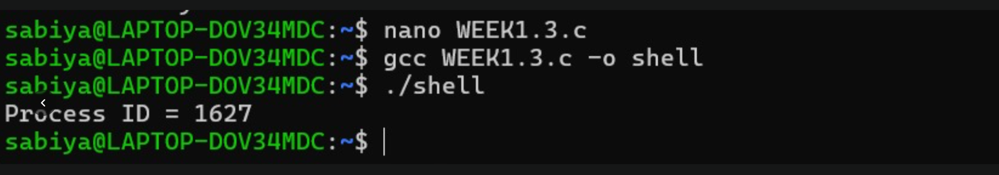 sabiya@LAPTOP-DOV34MDC:~$ nano WEEK1.3.c
sabiya@LAPTOP-DOV34MDC:~$ gcc WEEK1.3.c -o shell
sabiya@LAPTOP-DOV34MDC:~$ ./shell
Process ID = 1627
sabiya@LAPTOP-DOV34MDC:~$